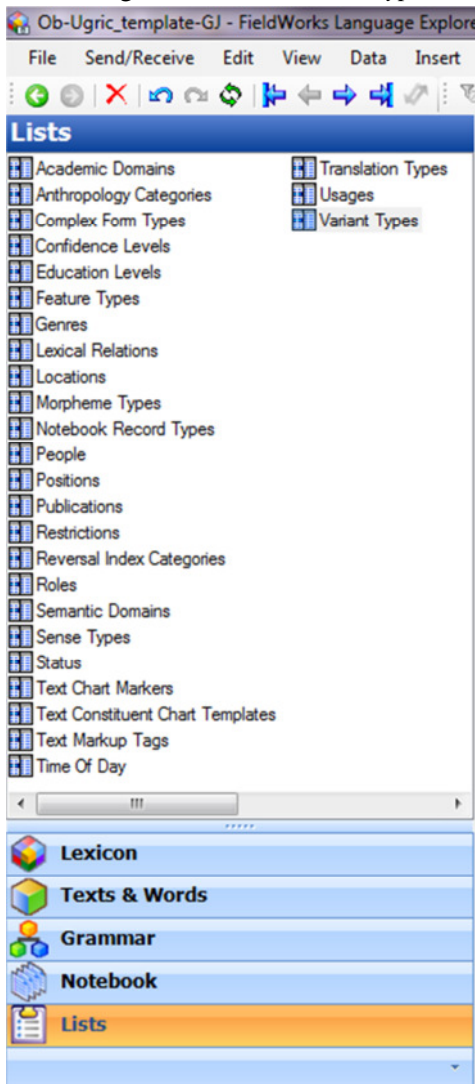 Ob-Ugric_template-GJ - FieldWorks Language Explore
File Send/Receive Edit View Data Insert
Lists
Academic Domains
Anthropology Categories
Complex Form Types
Confidence Levels
Education Levels
Feature Types
Genres
Lexical Relations
Locations
Morpheme Types
Notebook Record Types
People
Positions
Publications
Restrictions
Reversal Index Categories
Roles
Semantic Domains
Sense Types
Status
Text Chart Markers
Text Constituent Chart Templates
Text Markup Tags
Time Of Day
Translation Types
Usages
Variant Types
Lexicon
Texts & Words
Grammar
Notebook
Lists